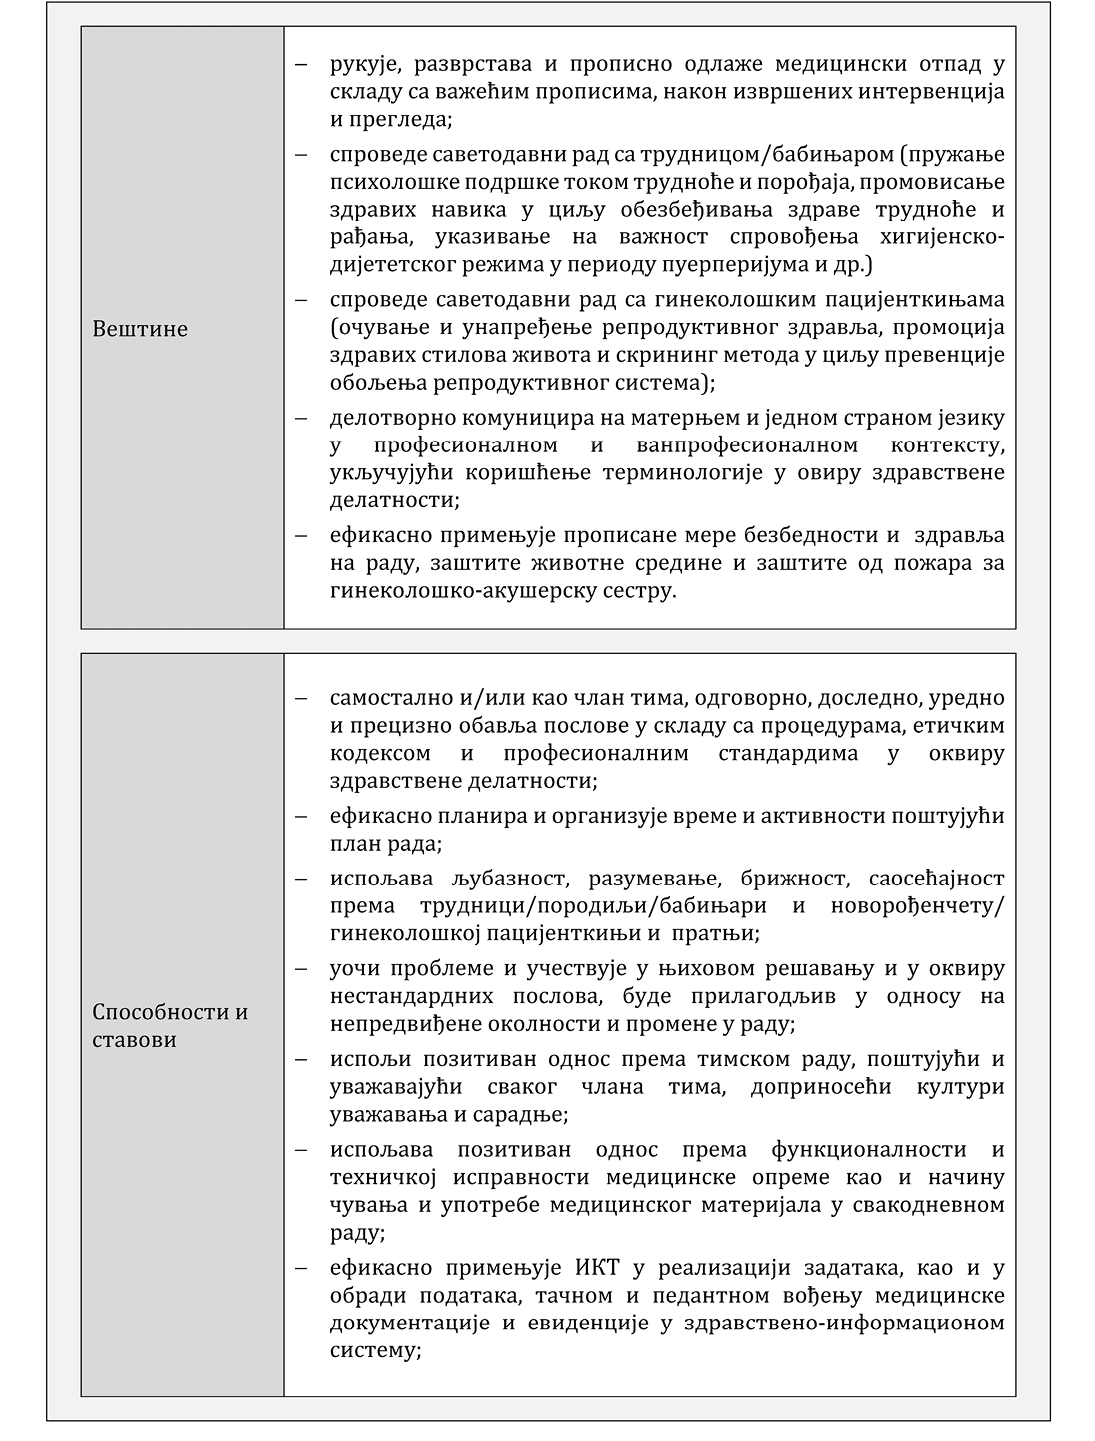 Вештине
– рукује, разврстава и прописно одлаже медицински отпад у
складу са важећим прописима, након извршених интервенција
и прегледа;
– спроведе саветодавни рад са трудницом/бабињаром (пружање
психолошке подршке током трудноће и порођаја, промовисање
здравих навика у циљу обезбеђивања здраве трудноће и
рађања, указивање на важност спровођења хигијенско-
дијететског режима у периоду пуерперијума и др.)
– спроведе саветодавни рад са гинеколошким пацијенткињама
(очување и унапређење репродуктивног здравља, промоција
здравих стилова живота и скрининг метода у циљу превенције
обољења репродуктивног система);
– делотворно комуницира на матерњем и једном страном језику
у професионалном и ванпрофесионалном контексту,
укључујући коришћење терминологије у овиру здравствене
делатности;
– ефикасно примењује прописане мере безбедности и здравља
на раду, заштите животне средине и заштите од пожара за
гинеколошко-акушерску сестру.
Способности и
ставови
– самостално и/или као члан тима, одговорно, доследно, уредно
и прецизно обавља послове у складу са процедурама, етичким
кодексом и професионалним стандардима у оквиру
здравствене делатности;
– ефикасно планира и организује време и активности поштујући
план рада;
– испољава љубазност, разумевање, брижност, саосећајност
према трудници/породиљи/бабињари и новорођенчету/
гинеколошкој пацијенткињи и пратњи;
– уочи проблеме и учествује у њиховом решавању и у оквиру
нестандардних послова, буде прилагодљив у односу на
непредвиђене околности и промене у раду;
– испољи позитиван однос према тимском раду, поштујући и
уважавајући сваког члана тима, доприносећи култури
уважавања и сарадње;
– испољава позитиван однос према функционалности и
техничкој исправности медицинске опреме као и начину
чувања и употребе медицинског материјала у свакодневном
раду;
– ефикасно примењује ИКТ у реализацији задатака, као и у
обради података, тачном и педантном вођењу медицинске
документације и евиденције у здравствено-информационом
систему;